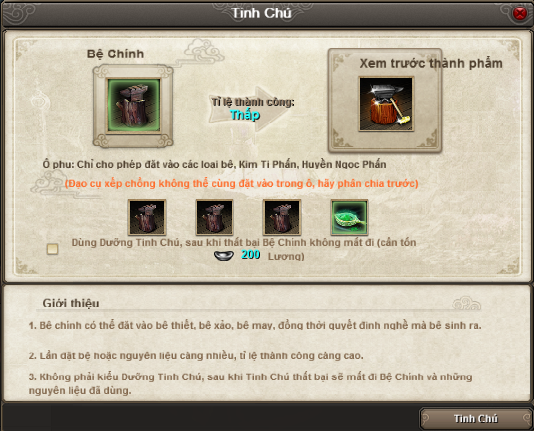 Tinh Chú
Bệ Chính
Xem trước thành phẩm
Tỉ lệ thành công:
Thấp
Ô phụ: Chỉ cho phép đặt vào các loại bệ, Kim Ti Phấn, Huyền Ngọc Phấn
(Đạo cụ xếp chồng không thể cùng đặt vào trong ô, hãy phân chia trước)
Dùng Dưỡng Tinh Chú, sau khi thất bại Bệ Chính không mất đi (cần tốn
200 Lương)
Giới thiệu
1. Bệ chính có thể đặt vào bệ thiết, bệ xảo, bệ may, đồng thời quyết định nghề mà bệ sinh ra.
2. Lần đặt bệ hoặc nguyên liệu càng nhiều, tỉ lệ thành công càng cao.
3. Không phải kiểu Dưỡng Tinh Chú, sau khi Tinh Chú thất bại sẽ mất đi Bệ Chính và những
nguyên liệu đã dùng.
Tinh Chú